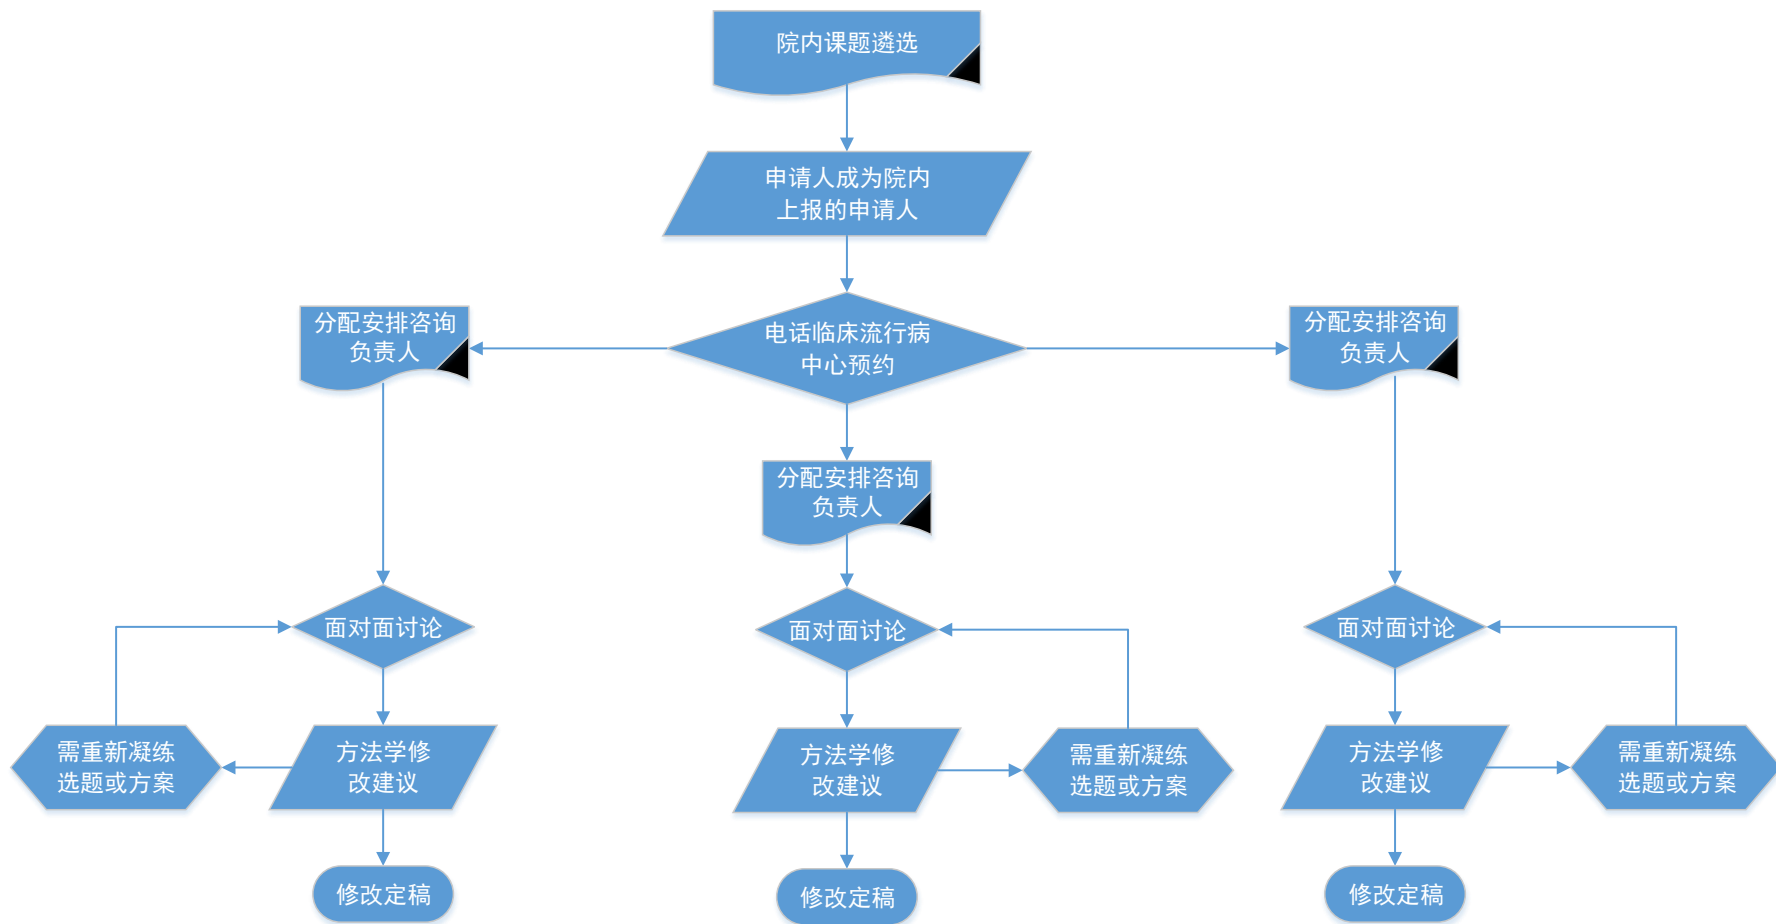 院内课题遴选
申请人成为院内
上报的申请人
电话临床流行病
中心预约
分配安排咨询
负责人
分配安排咨询
负责人
分配安排咨询
负责人
面对面讨论
面对面讨论
面对面讨论
需重新凝练
选题或方案
方法学修
改建议
方法学修
改建议
需重新凝练
选题或方案
方法学修
改建议
需重新凝练
选题或方案
修改定稿
修改定稿
修改定稿